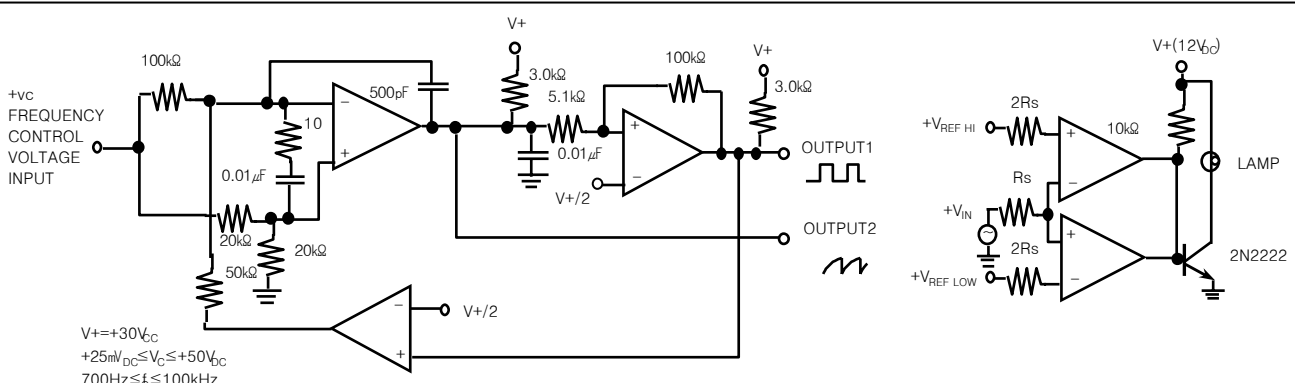 V+
100kΩ
3.0kΩ
100kΩ
V+
3.0kΩ
+vc
FREQUENCY
CONTROL
VOLTAGE
INPUT
500pF
5.1kΩ
−
+
10
0.01μF
0.01μF
+
−
V+/2
OUTPUT1
OUTPUT2
20kΩ
20kΩ
50kΩ
−
+
V+/2
V+=+30VCC
+25mVDC≤VC≤+50VDC
700Hz≤f≤100kHz
V+(12VDC)
2Rs
+VREF HI
10kΩ
+
−
LAMP
Rs
+VIN
2Rs
+
−
+VREF LOW
2N2222